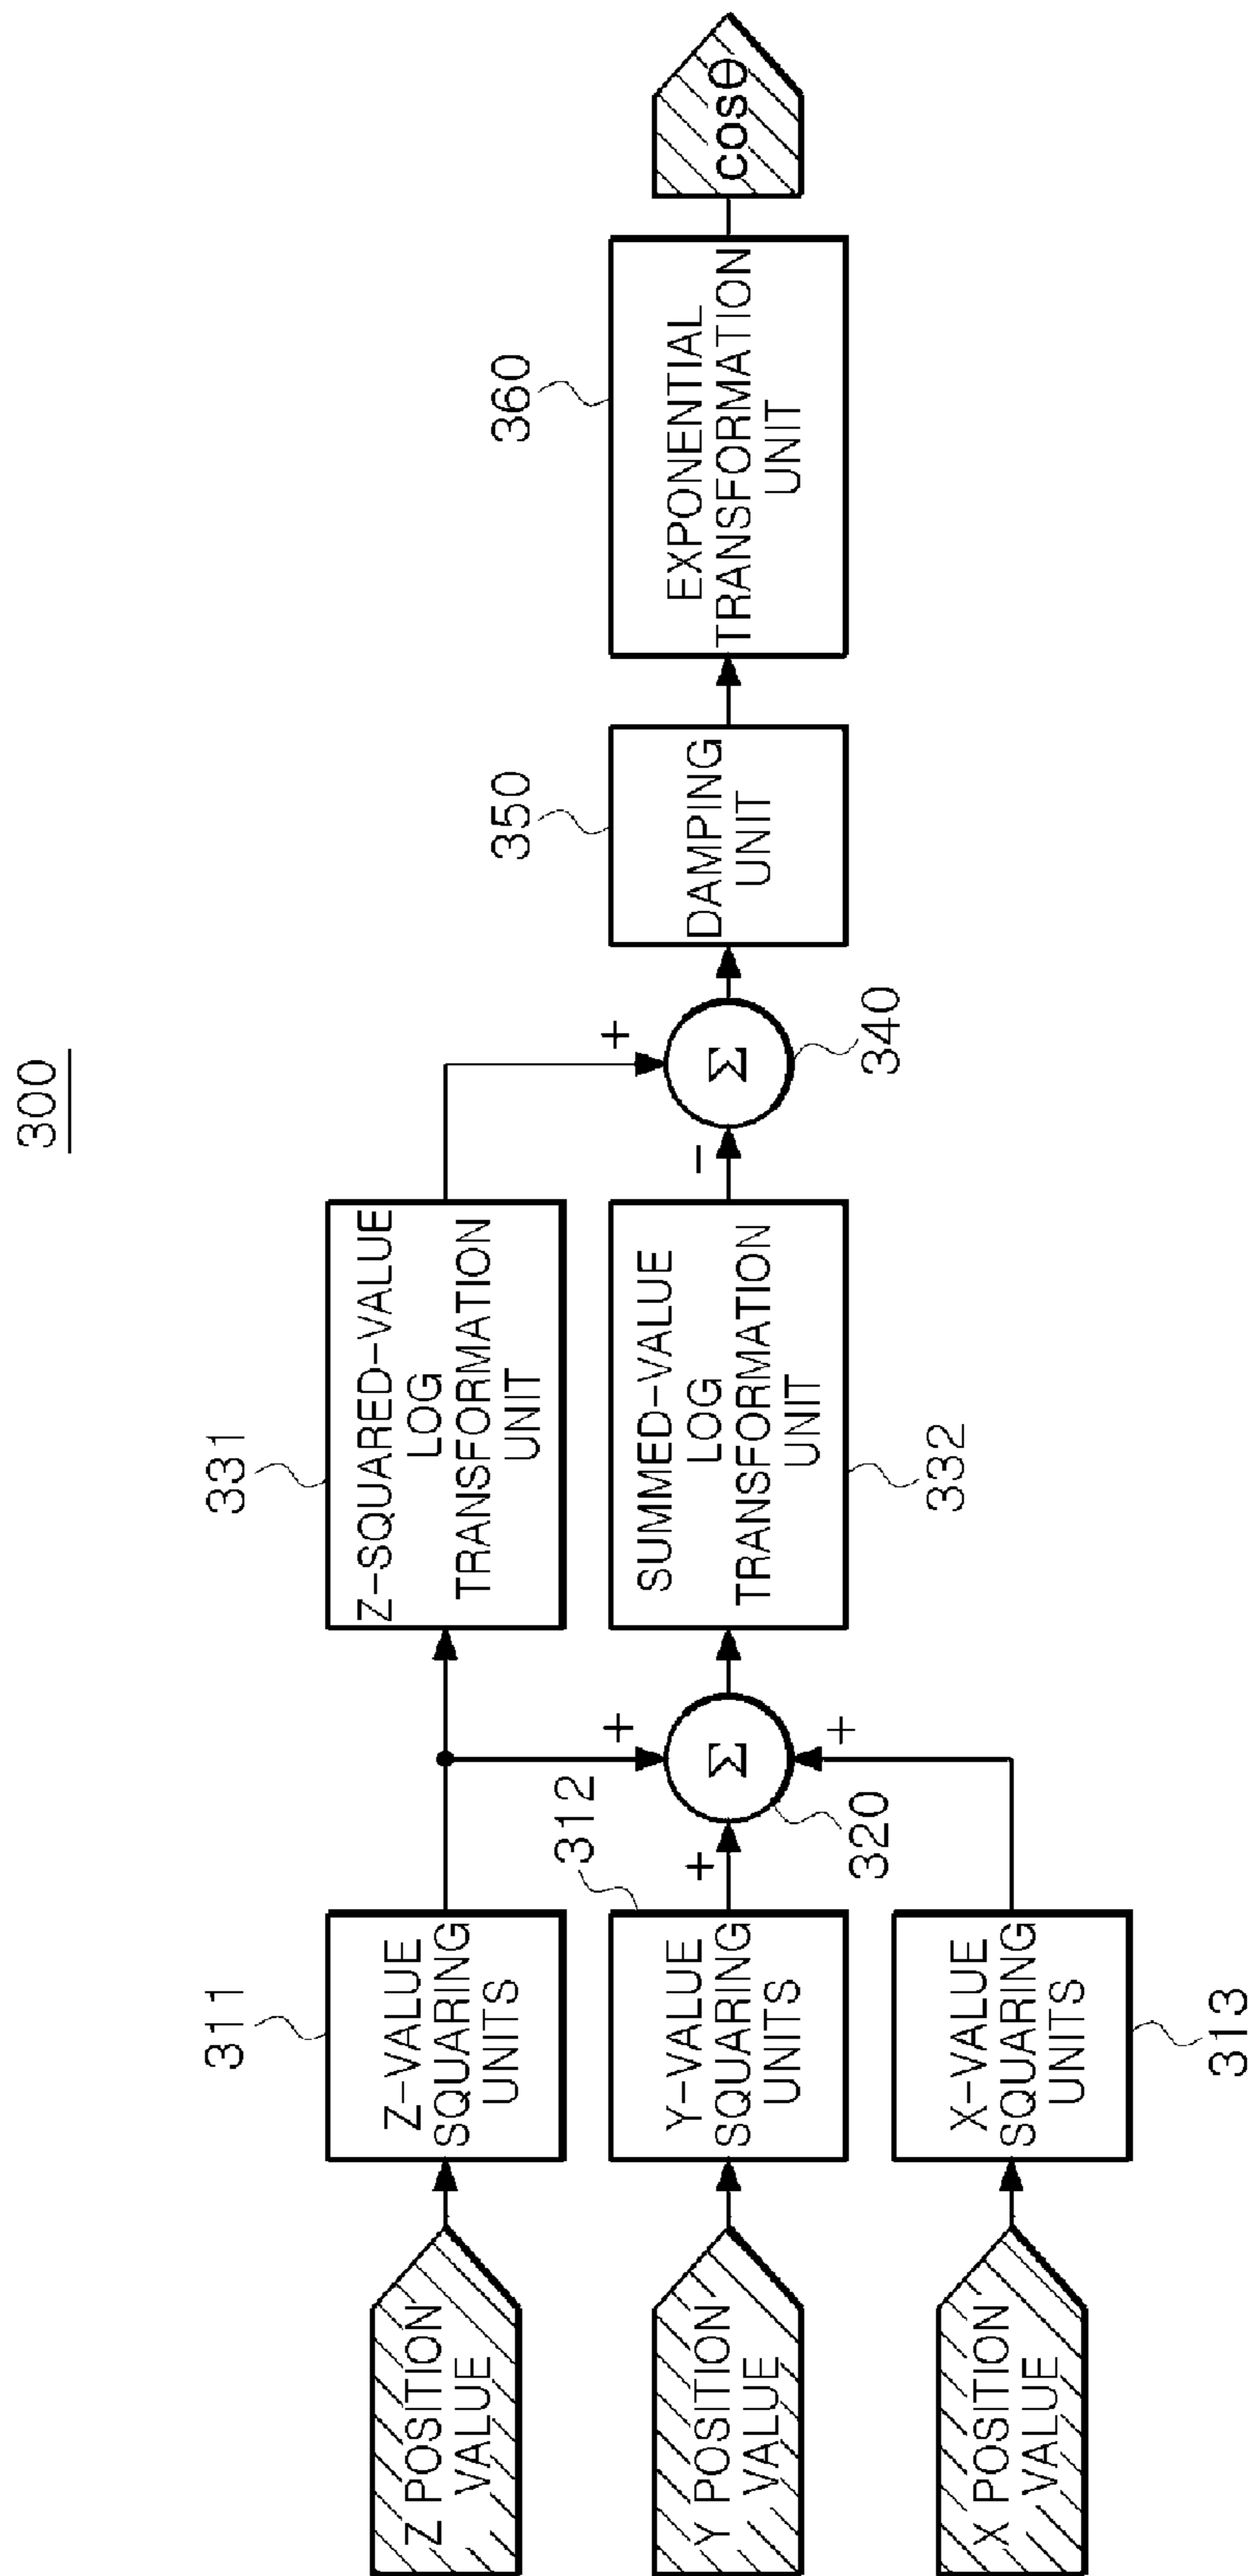 300
Z POSITION
VALUE
311
Z-VALUE
SQUARING
UNITS
331
Z-SQUARED-VALUE
LOG
TRANSFORMATION
UNIT
+
+
Y POSITION
VALUE
312
Y-VALUE
SQUARING
UNITS
+
Σ
320
SUMMED-VALUE
LOG
TRANSFORMATION
UNIT
332
−
Σ
340
350
DAMPING
UNIT
360
EXPONENTIAL
TRANSFORMATION
UNIT
cosθ
X POSITION
VALUE
X-VALUE
SQUARING
UNITS
313
+